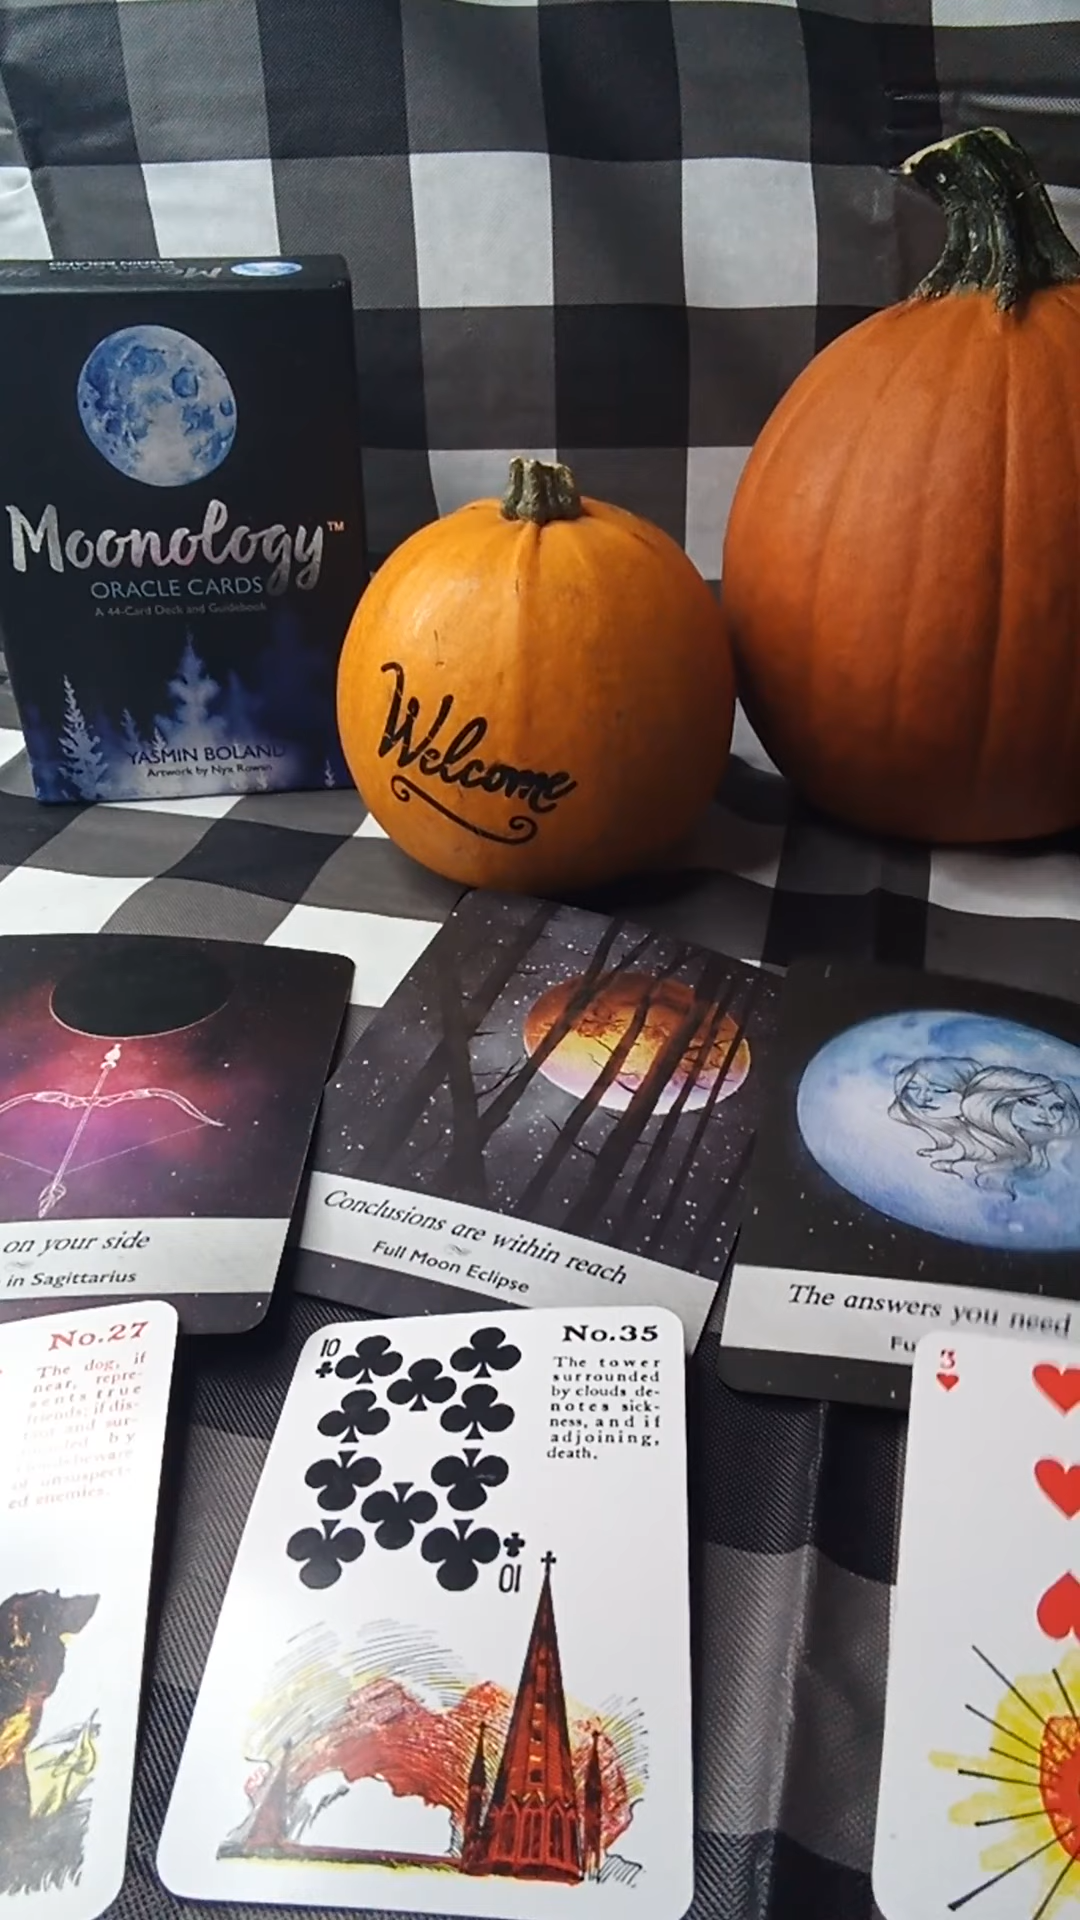 Moonology™
ORACLE CARDS
A 44-Card Deck and Guidebook
YASMIN BOLAND
Artwork by Nyx Rowan
Welcome
on your side
in Sagittarius
Conclusions are within reach
Full Moon Eclipse
The answers you need
Fu
No.27
The dog, if
near, repre-
sents true
friends; if dis-
tant and sur-
rounded by
clouds beware
of unsuspect-
ed enemies.
10
No.35
The tower
surrounded
by clouds de-
notes sick-
ness, and if
adjoining,
death.
10
3